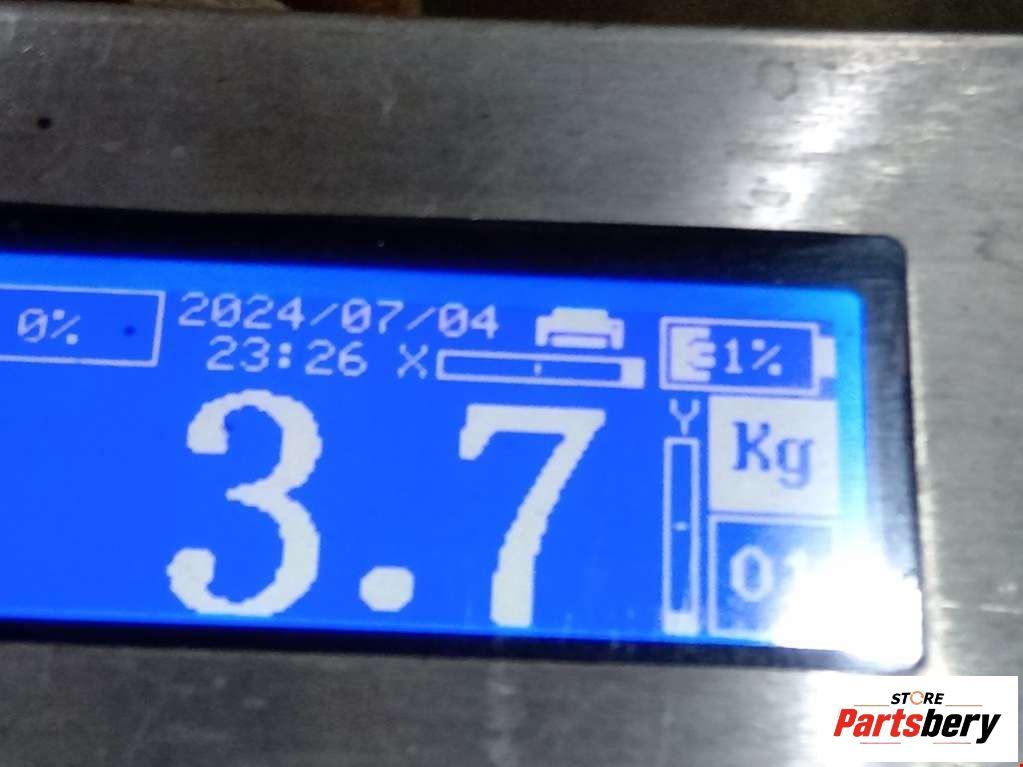 0%
2024/07/04
23:26 X
1%
Y
3.7
Kg
STORE
Partsbery